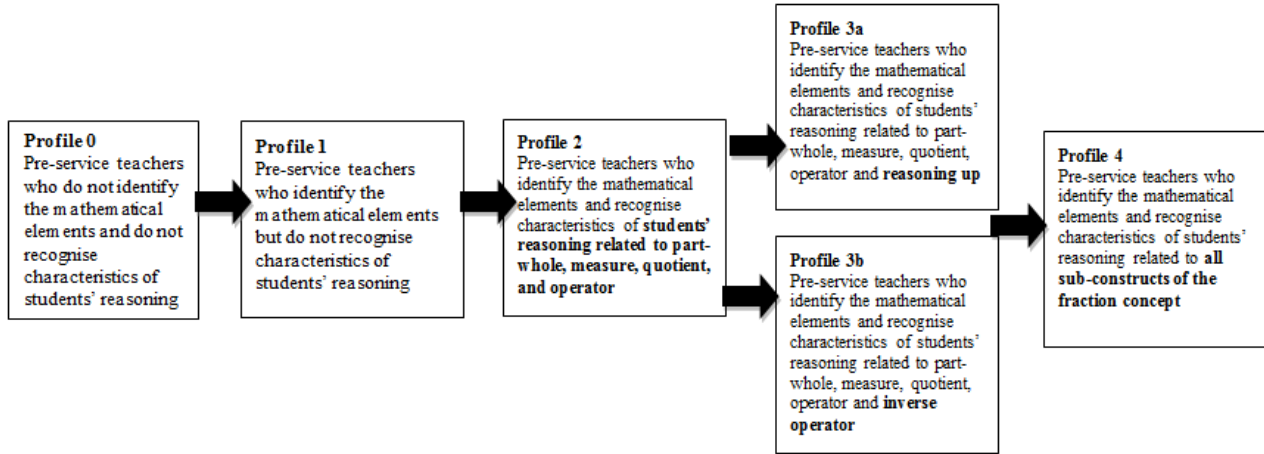 Profile 0
Pre-service teachers
who do not identify
the mathematical
elements and do not
recognise
characteristics of
students’ reasoning
Profile 1
Pre-service teachers
who identify the
mathematical elements
but do not recognise
characteristics of
students’ reasoning
Profile 2
Pre-service teachers who
identify the mathematical
elements and recognise
characteristics of students’
reasoning related to part-
whole, measure, quotient,
and operator
Profile 3a
Pre-service teachers who
identify the mathematical
elements and recognise
characteristics of students’
reasoning related to part-
whole, measure, quotient,
operator and reasoning up
Profile 3b
Pre-service teachers who
identify the mathematical
elements and recognise
characteristics of students’
reasoning related to part-
whole, measure, quotient,
operator and inverse
operator
Profile 4
Pre-service teachers who
identify the mathematical
elements and recognise
characteristics of students’
reasoning related to all
sub-constructs of the
fraction concept